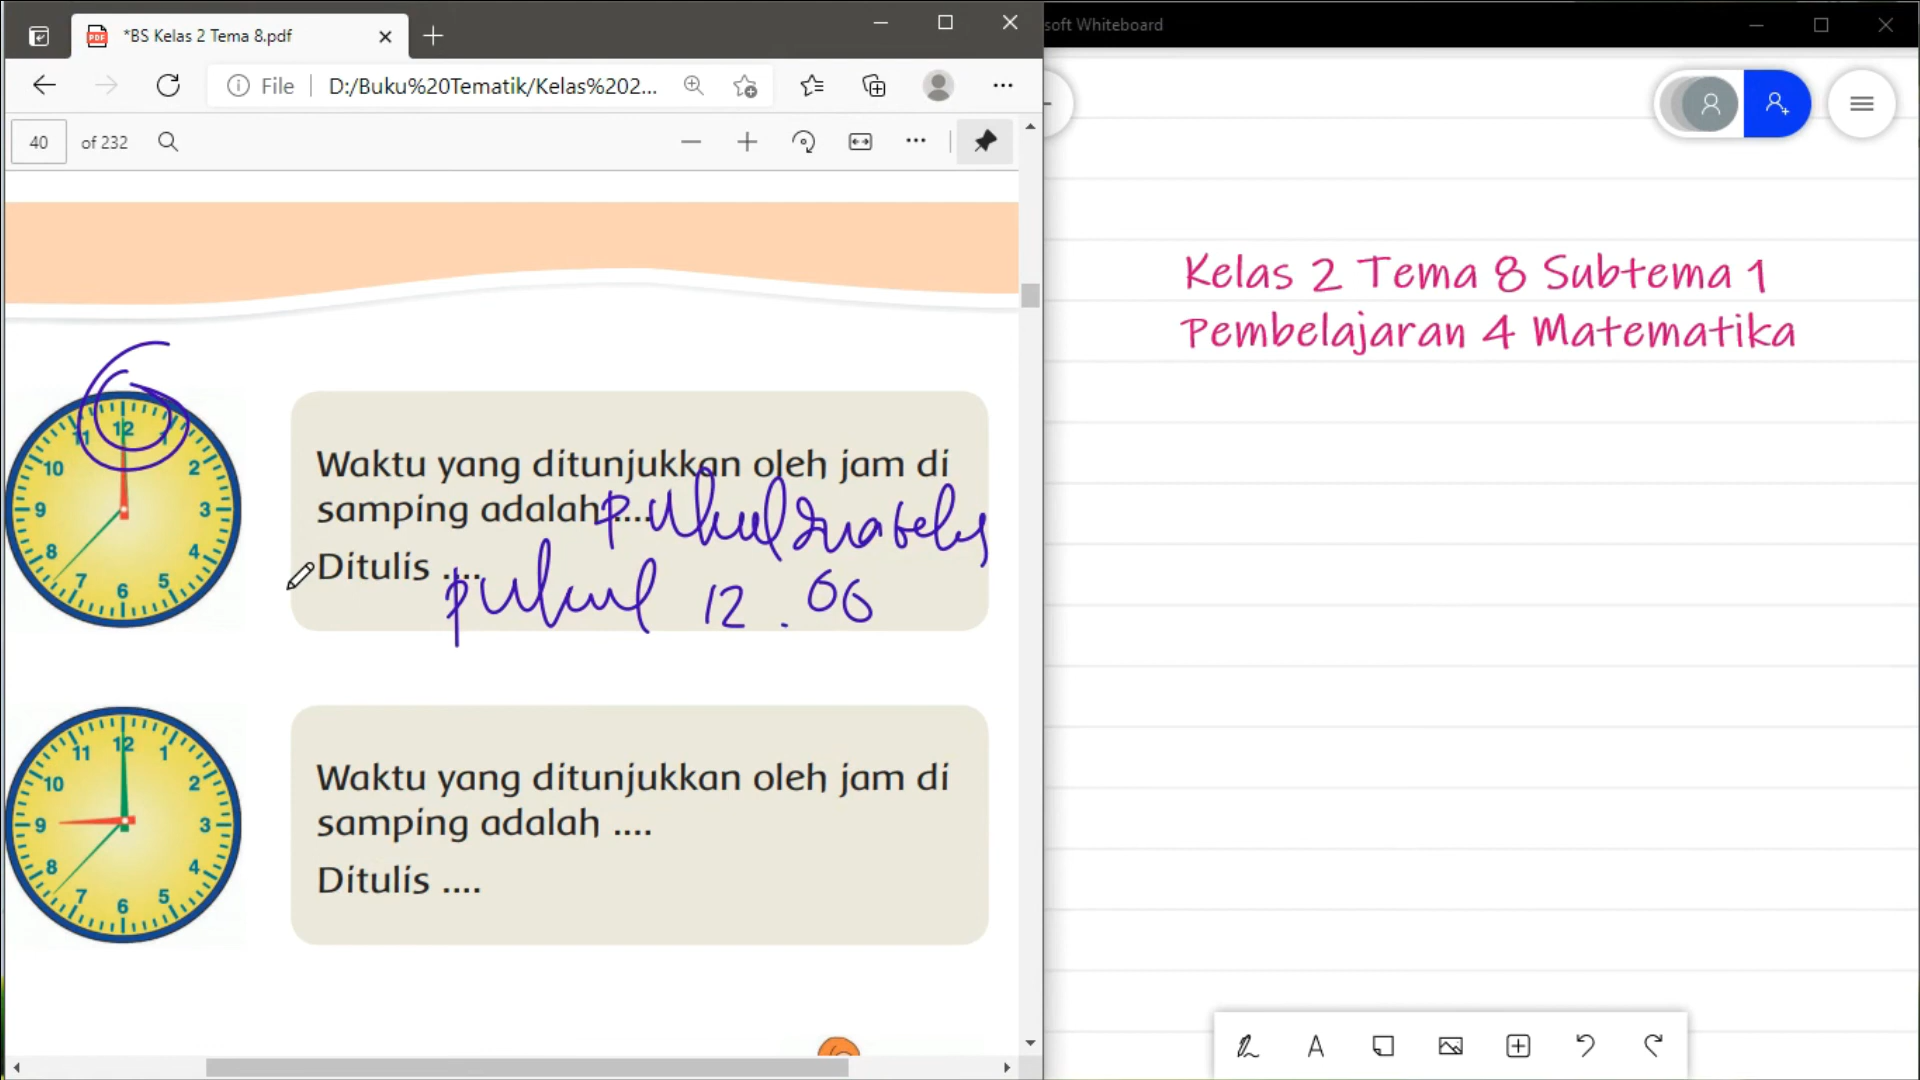 *BS Kelas 2 Tema 8.pdf
soft Whiteboard
File
D:/Buku%20Tematik/Kelas%202...
40
of 232
Kelas 2 Tema 8 Subtema 1
Pembelajaran 4 Matematika
12
11 1
10 2
9 3
8 4
7 5
6
Waktu yang ditunjukkan oleh jam di
samping adalah .... pukul duabelas
Ditulis .... pukul 12.00
12
11 1
10 2
9 3
8 4
7 5
6
Waktu yang ditunjukkan oleh jam di
samping adalah ....
Ditulis ....